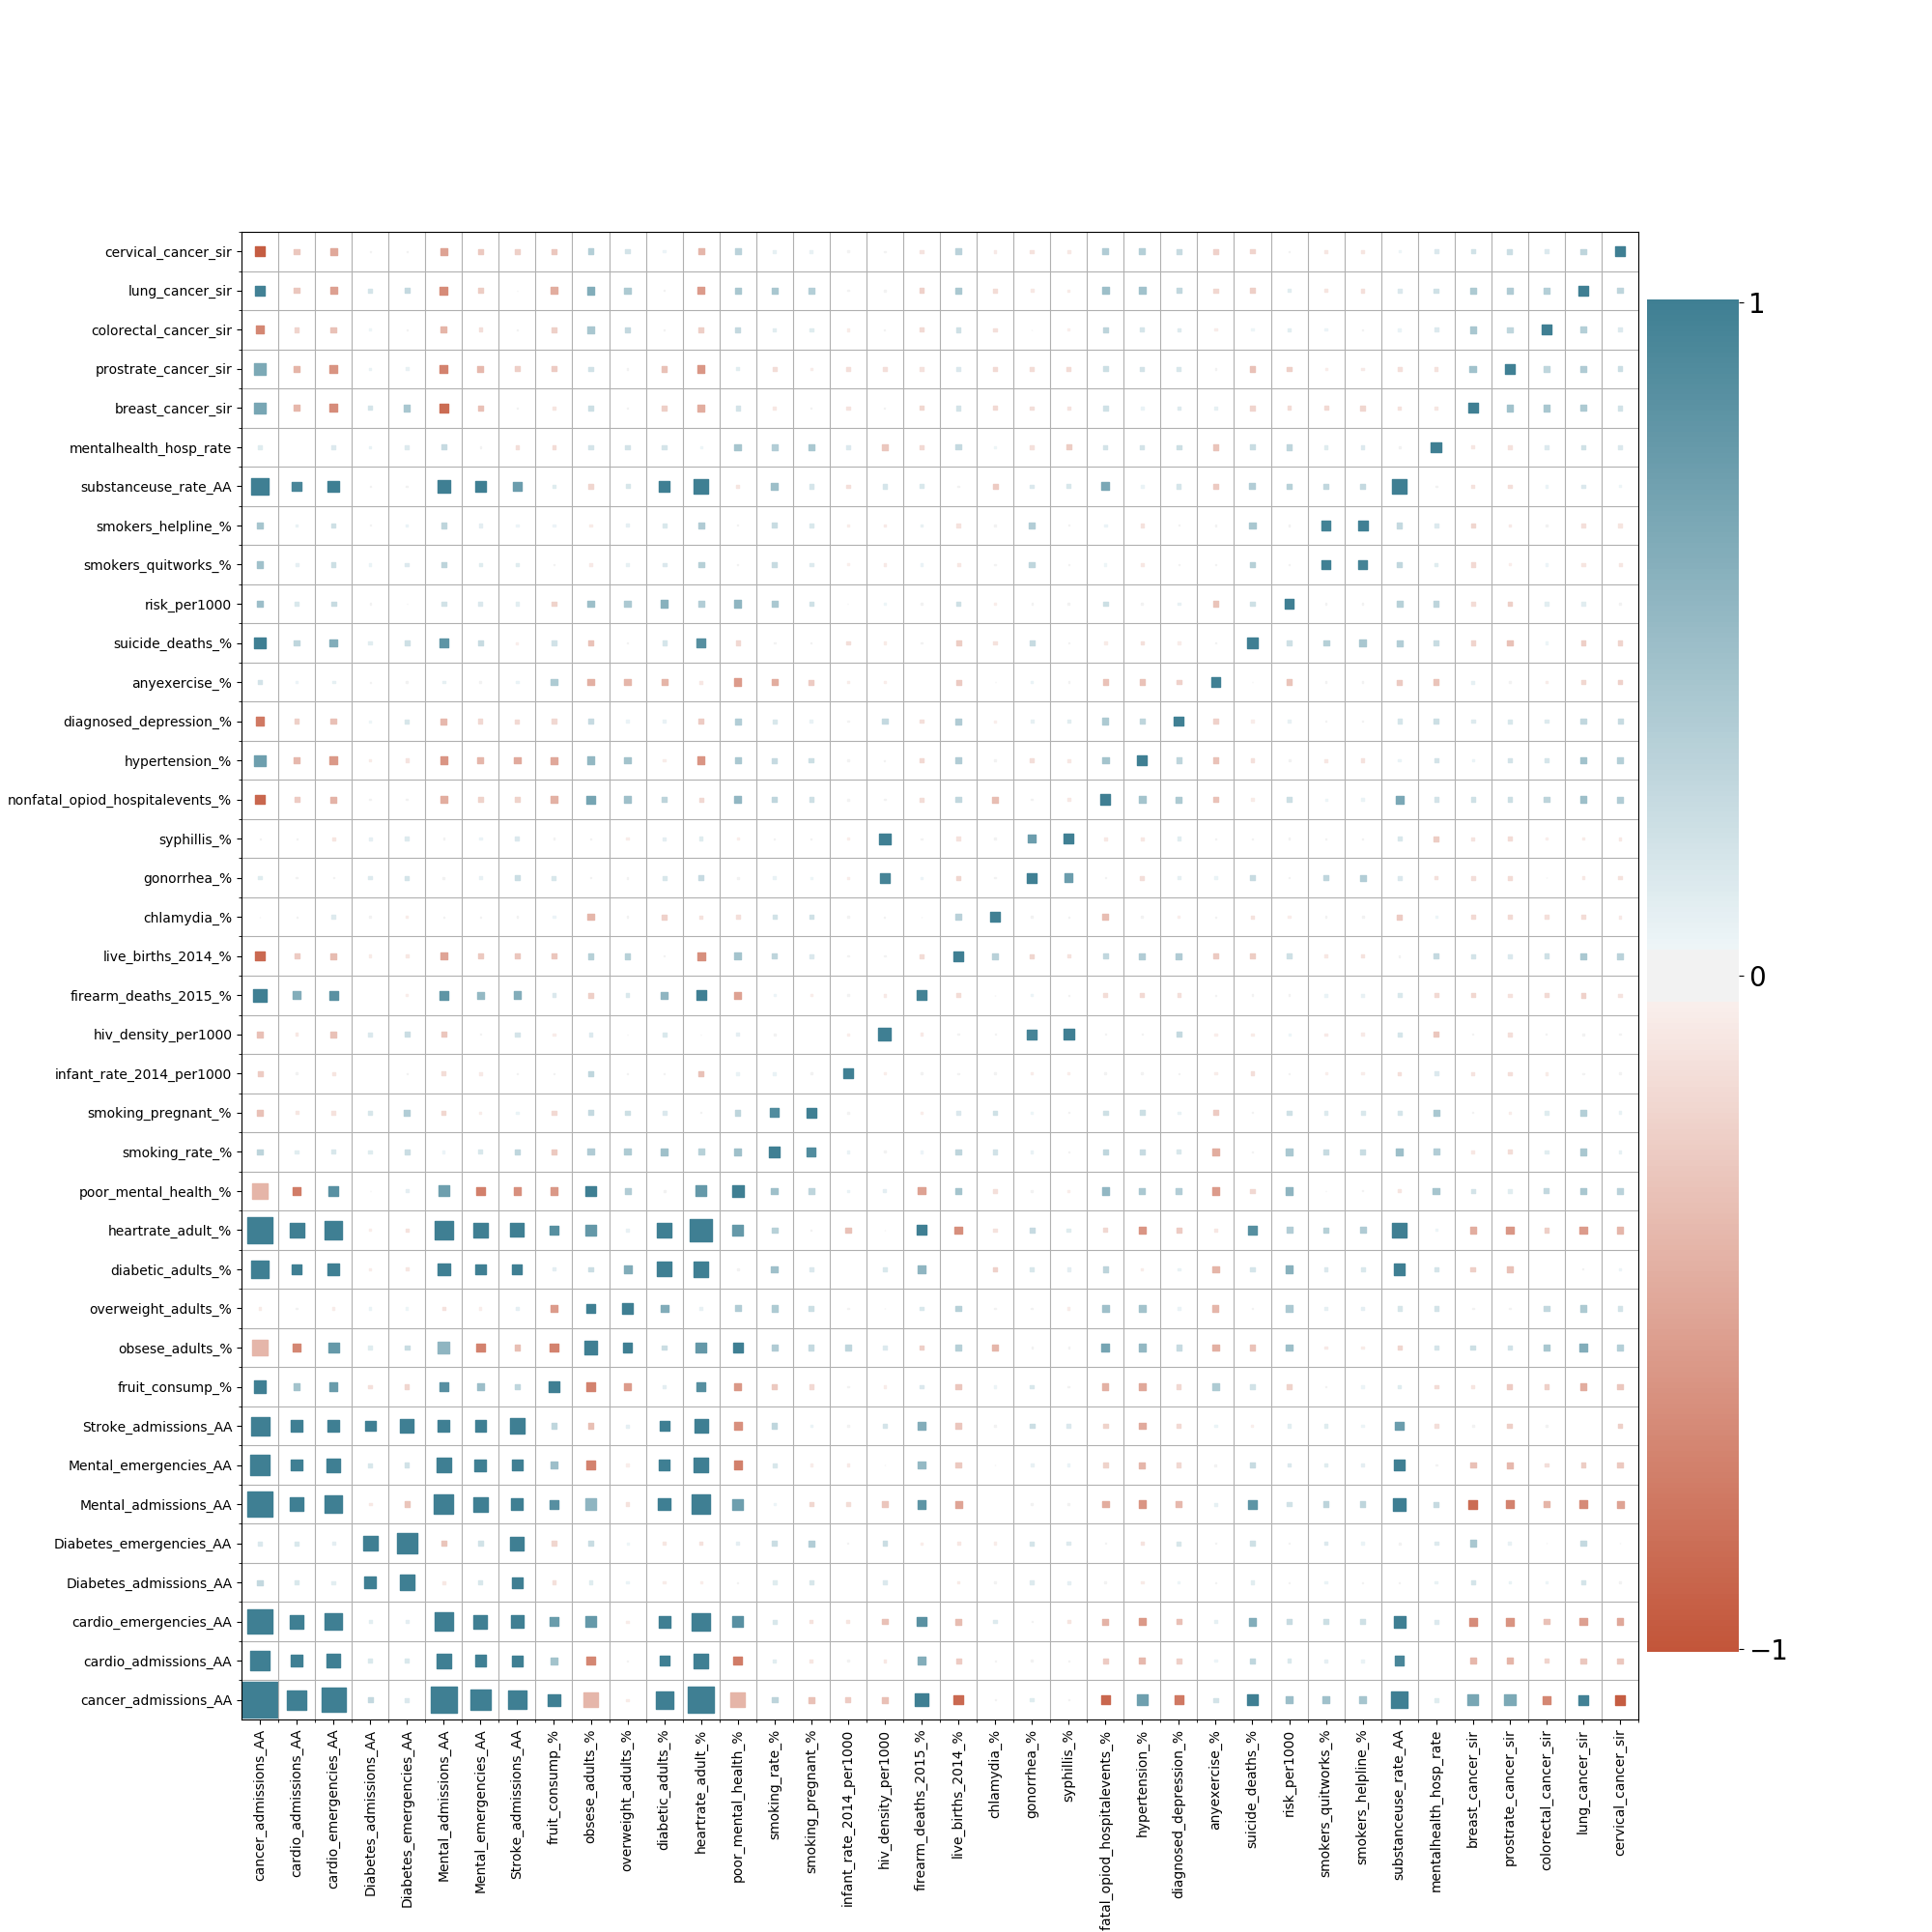 cervical_cancer_sir
lung_cancer_sir
colorectal_cancer_sir
prostrate_cancer_sir
breast_cancer_sir
mentalhealth_hosp_rate
substanceuse_rate_AA
smokers_helpline_%
smokers_quitworks_%
risk_per1000
suicide_deaths_%
anyexercise_%
diagnosed_depression_%
hypertension_%
nonfatal_opiod_hospitalevents_%
syphillis_%
gonorrhea_%
chlamydia_%
live_births_2014_%
firearm_deaths_2015_%
hiv_density_per1000
infant_rate_2014_per1000
smoking_pregnant_%
smoking_rate_%
poor_mental_health_%
heartrate_adult_%
diabetic_adults_%
overweight_adults_%
obsese_adults_%
fruit_consump_%
Stroke_admissions_AA
Mental_emergencies_AA
Mental_admissions_AA
Diabetes_emergencies_AA
Diabetes_admissions_AA
cardio_emergencies_AA
cardio_admissions_AA
cancer_admissions_AA
cancer_admissions_AA
cardio_admissions_AA
cardio_emergencies_AA
Diabetes_admissions_AA
Diabetes_emergencies_AA
Mental_admissions_AA
Mental_emergencies_AA
Stroke_admissions_AA
fruit_consump_%
obsese_adults_%
overweight_adults_%
diabetic_adults_%
heartrate_adult_%
poor_mental_health_%
smoking_rate_%
smoking_pregnant_%
infant_rate_2014_per1000
hiv_density_per1000
firearm_deaths_2015_%
live_births_2014_%
chlamydia_%
gonorrhea_%
syphillis_%
fatal_opiod_hospitalevents_%
hypertension_%
diagnosed_depression_%
anyexercise_%
suicide_deaths_%
risk_per1000
smokers_quitworks_%
smokers_helpline_%
substanceuse_rate_AA
mentalhealth_hosp_rate
breast_cancer_sir
prostrate_cancer_sir
colorectal_cancer_sir
lung_cancer_sir
cervical_cancer_sir
1
0
−1